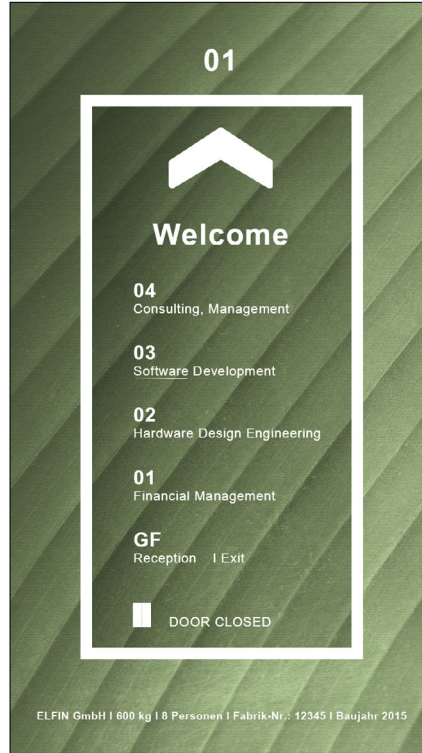 01
Welcome
04
Consulting, Management
03
Software Development
02
Hardware Design Engineering
01
Financial Management
GF
Reception I Exit
DOOR CLOSED
ELFIN GmbH I 600 kg I 8 Personen I Fabrik-Nr.: 12345 I Baujahr 2015